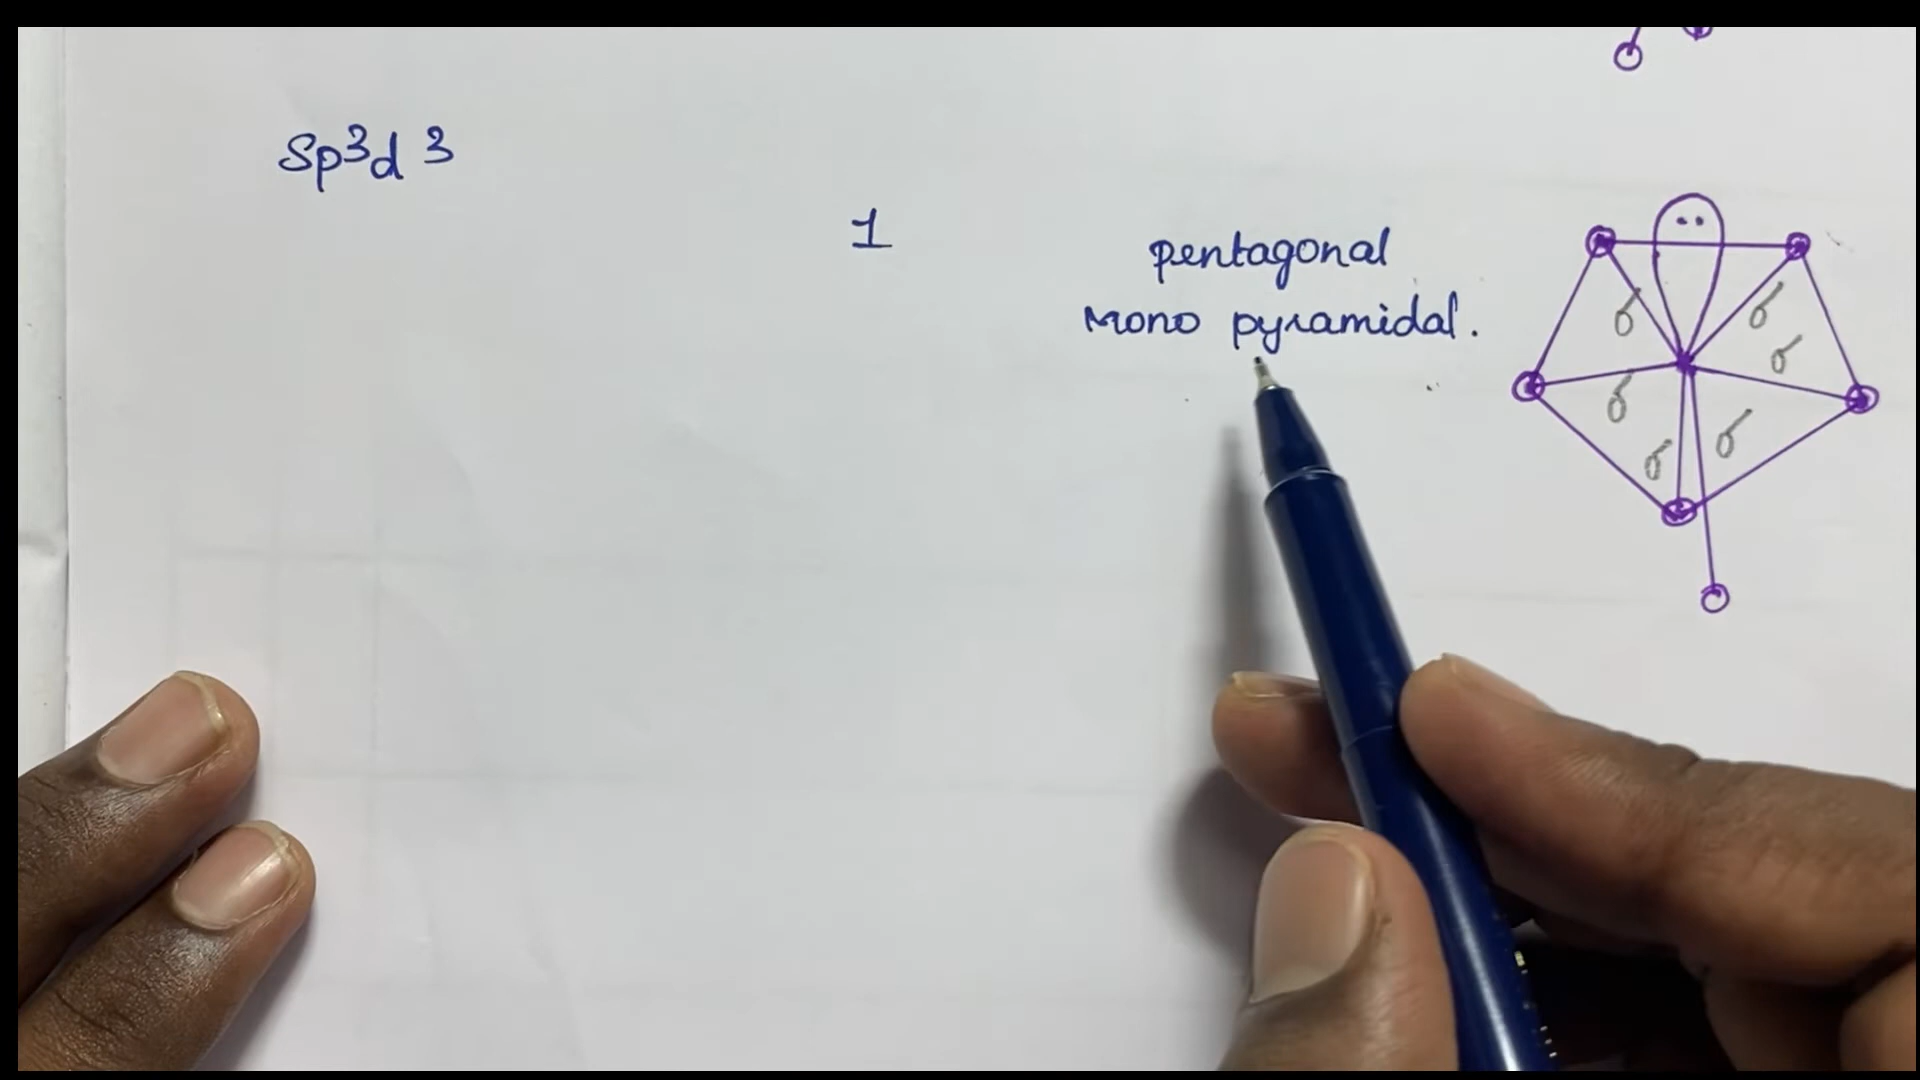 Sp³d³
1
pentagonal
mono pyramidal.
σ σ
σ
σ
σ
σ